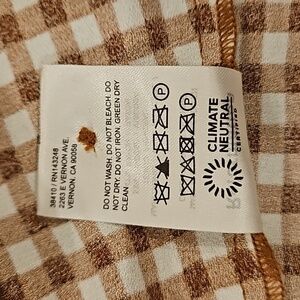 38410 / RN143248
2263 E VERNON AVE.
VERNON, CA 90058
DO NOT WASH. DO NOT BLEACH. DO
NOT DRY. DO NOT IRON. GREEN DRY
CLEAN
P
P
CLIMATE
NEUTRAL
CERTIFIED